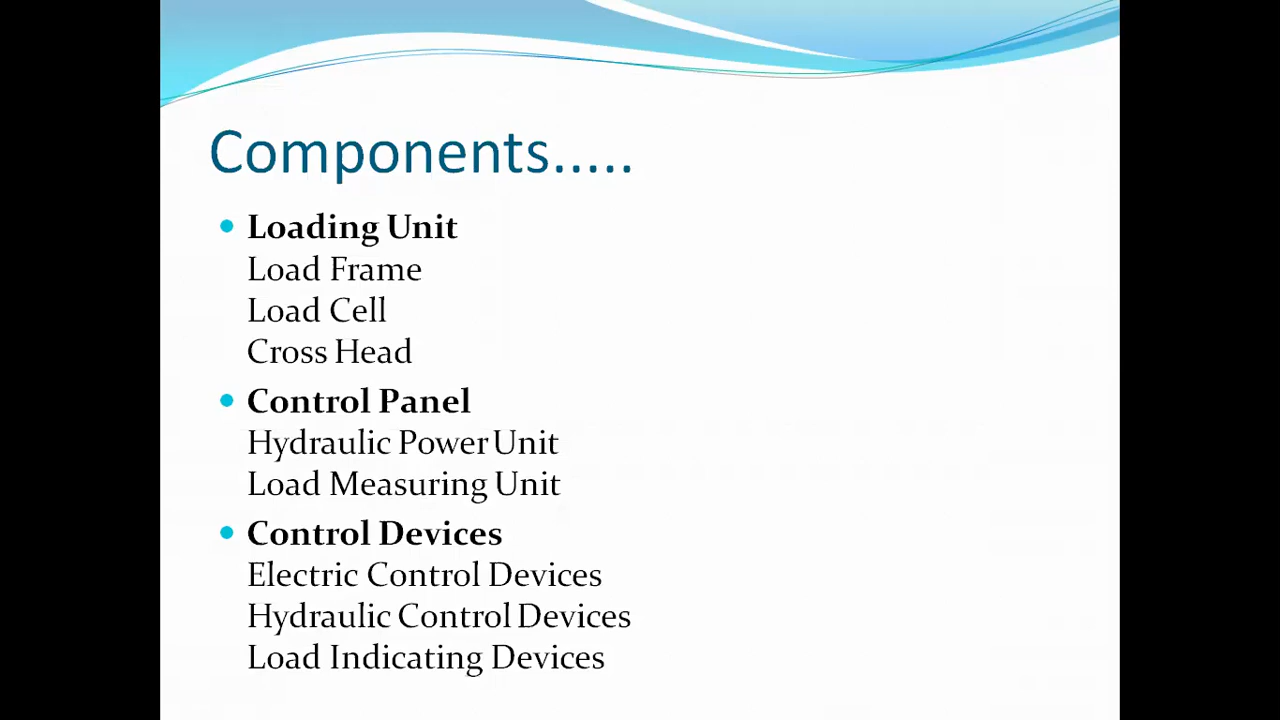 Components.....
• Loading Unit
Load Frame
Load Cell
Cross Head
• Control Panel
Hydraulic Power Unit
Load Measuring Unit
• Control Devices
Electric Control Devices
Hydraulic Control Devices
Load Indicating Devices